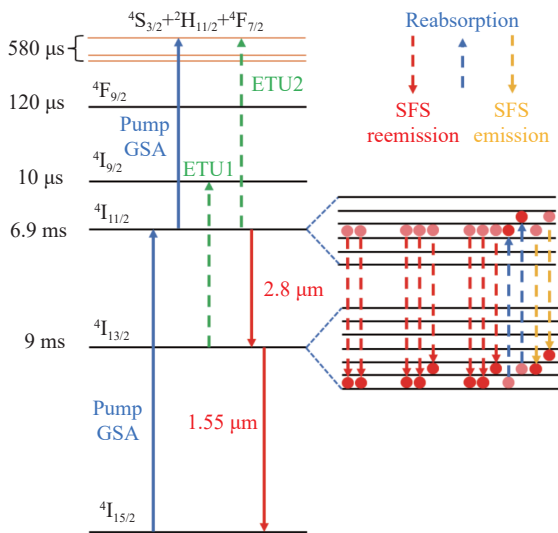 ⁴S₃/₂+²H₁₁/₂+⁴F₇/₂
580 μs
⁴F₉/₂
120 μs
ETU2
Pump
GSA
⁴I₉/₂
ETU1
10 μs
⁴I₁₁/₂
6.9 ms
2.8 μm
⁴I₁₃/₂
9 ms
Pump
GSA
1.55 μm
⁴I₁₅/₂
Reabsorption
SFS
reemission
SFS
emission